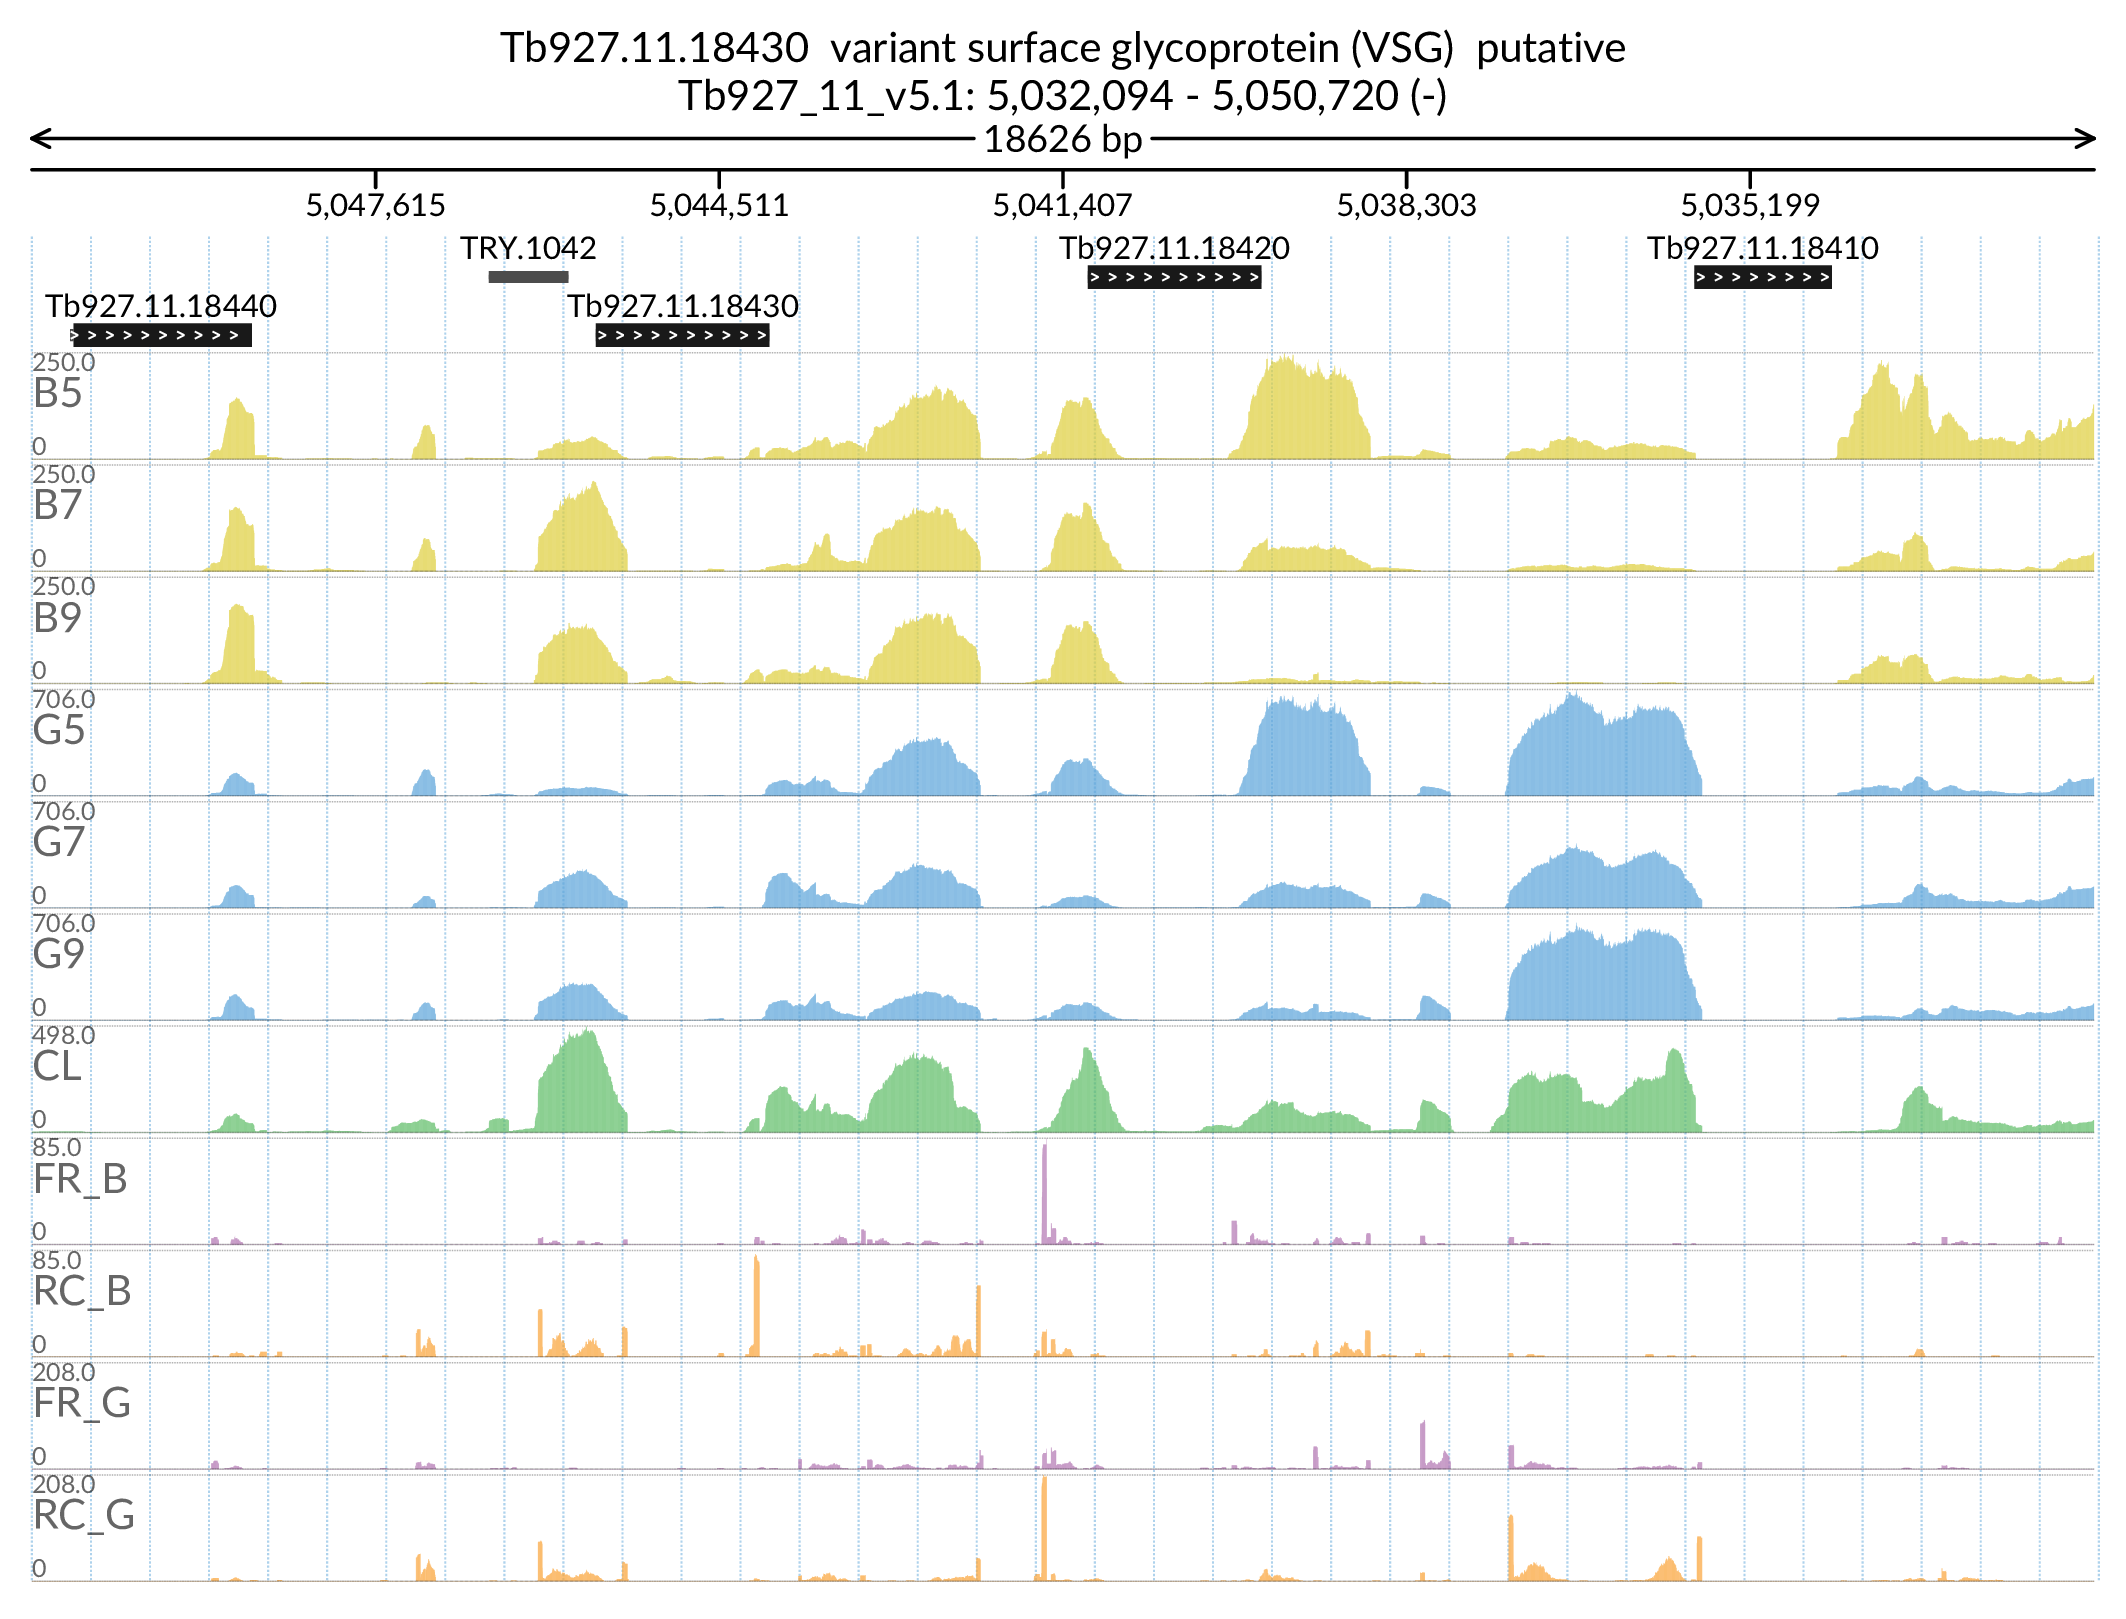 Tb927.11.18430 variant surface glycoprotein (VSG) putative
Tb927_11_v5.1: 5,032,094 - 5,050,720 (-)
18626 bp
5,047,615 5,044,511 5,041,407 5,038,303 5,035,199
TRY.1042 Tb927.11.18420 Tb927.11.18410
Tb927.11.18440 Tb927.11.18430
250.0
B5
0
250.0
B7
0
250.0
B9
0
706.0
G5
0
706.0
G7
0
706.0
G9
0
498.0
CL
0
85.0
FR_B
0
85.0
RC_B
0
208.0
FR_G
0
208.0
RC_G
0